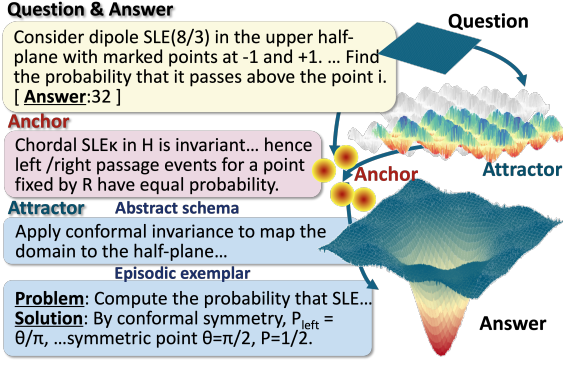 Question & Answer
Consider dipole SLE(8/3) in the upper half-
plane with marked points at -1 and +1. ... Find
the probability that it passes above the point i.
[ Answer:32 ]
Question
Anchor
Chordal SLEκ in H is invariant... hence
left /right passage events for a point
fixed by R have equal probability.
Anchor
Attractor
Attractor Abstract schema
Apply conformal invariance to map the
domain to the half-plane...
Episodic exemplar
Problem: Compute the probability that SLE...
Solution: By conformal symmetry, Pleft =
θ/π, ...symmetric point θ=π/2, P=1/2.
Answer